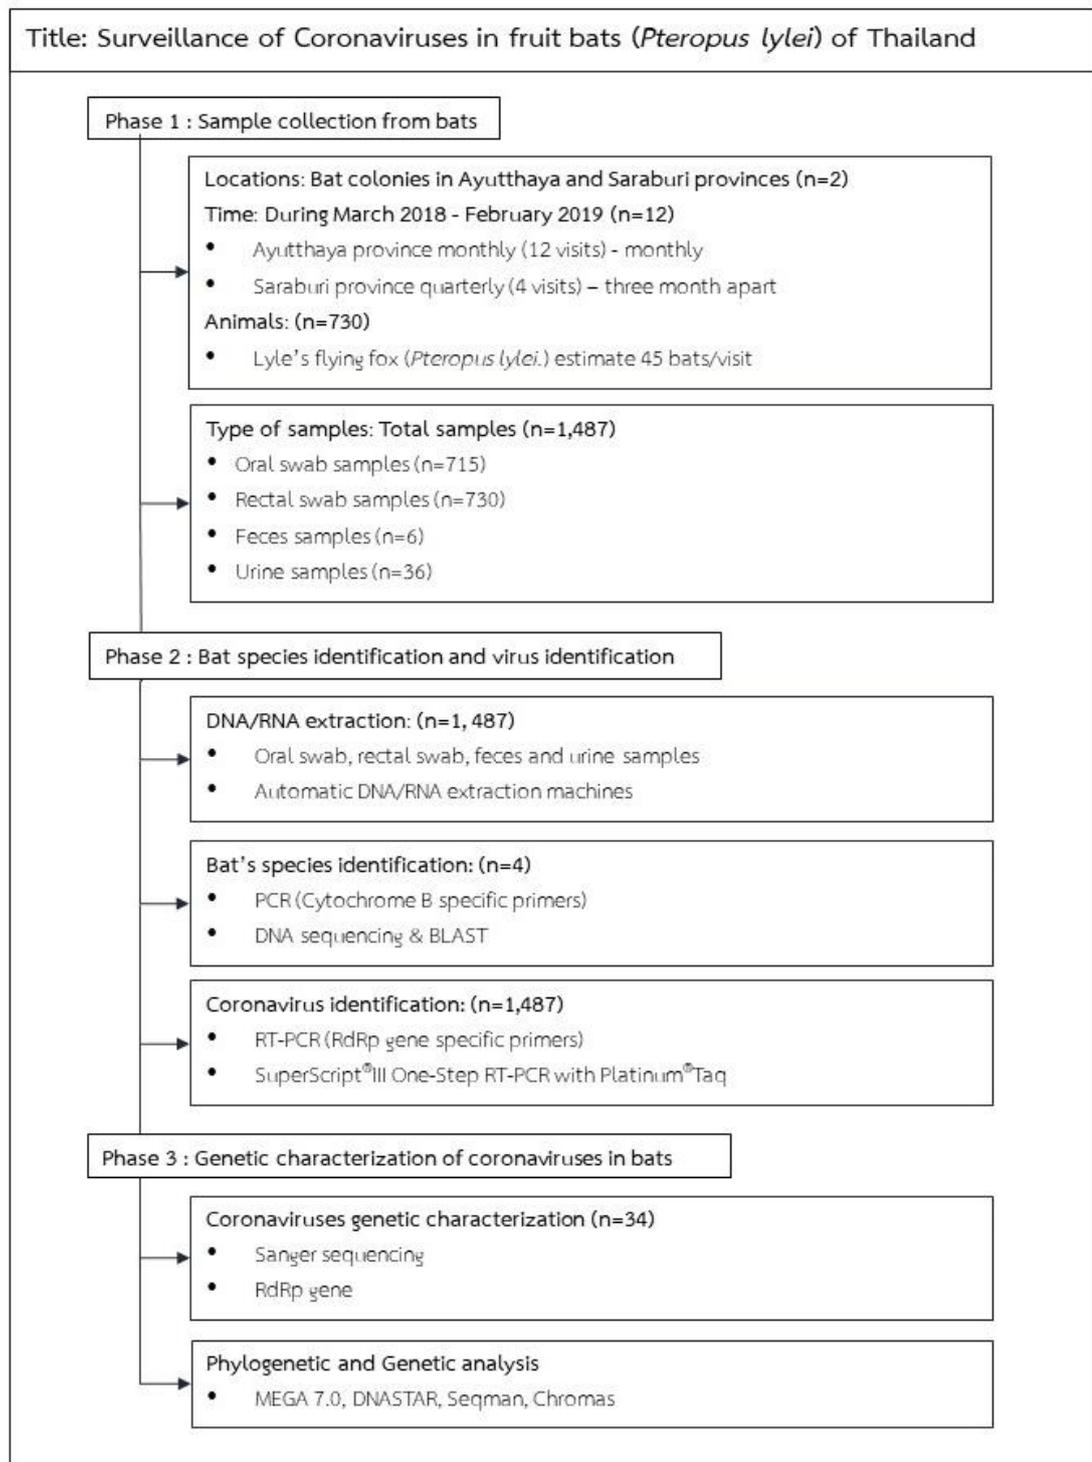 Title: Surveillance of Coronaviruses in fruit bats (Pteropus lylei) of Thailand
Phase 1 : Sample collection from bats
Locations: Bat colonies in Ayutthaya and Saraburi provinces (n=2)
Time: During March 2018 - February 2019 (n=12)
• Ayutthaya province monthly (12 visits) - monthly
• Saraburi province quarterly (4 visits) – three month apart
Animals: (n=730)
• Lyle's flying fox (Pteropus lylei.) estimate 45 bats/visit
Type of samples: Total samples (n=1,487)
• Oral swab samples (n=715)
• Rectal swab samples (n=730)
• Feces samples (n=6)
• Urine samples (n=36)
Phase 2 : Bat species identification and virus identification
DNA/RNA extraction: (n=1, 487)
• Oral swab, rectal swab, feces and urine samples
• Automatic DNA/RNA extraction machines
Bat's species identification: (n=4)
• PCR (Cytochrome B specific primers)
• DNA sequencing & BLAST
Coronavirus identification: (n=1,487)
• RT-PCR (RdRp gene specific primers)
• SuperScript®III One-Step RT-PCR with Platinum®Taq
Phase 3 : Genetic characterization of coronaviruses in bats
Coronaviruses genetic characterization (n=34)
• Sanger sequencing
• RdRp gene
Phylogenetic and Genetic analysis
• MEGA 7.0, DNASTAR, Seqman, Chromas